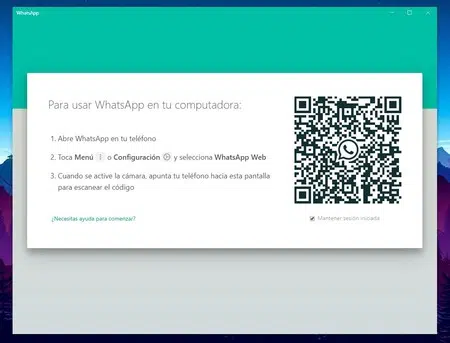 WhatsApp
Para usar WhatsApp en tu computadora:
1. Abre WhatsApp en tu teléfono
2. Toca Menú o Configuración y selecciona WhatsApp Web
3. Cuando se active la cámara, apunta tu teléfono hacia esta pantalla
para escanear el código
¿Necesitas ayuda para comenzar?
Mantener sesión iniciada